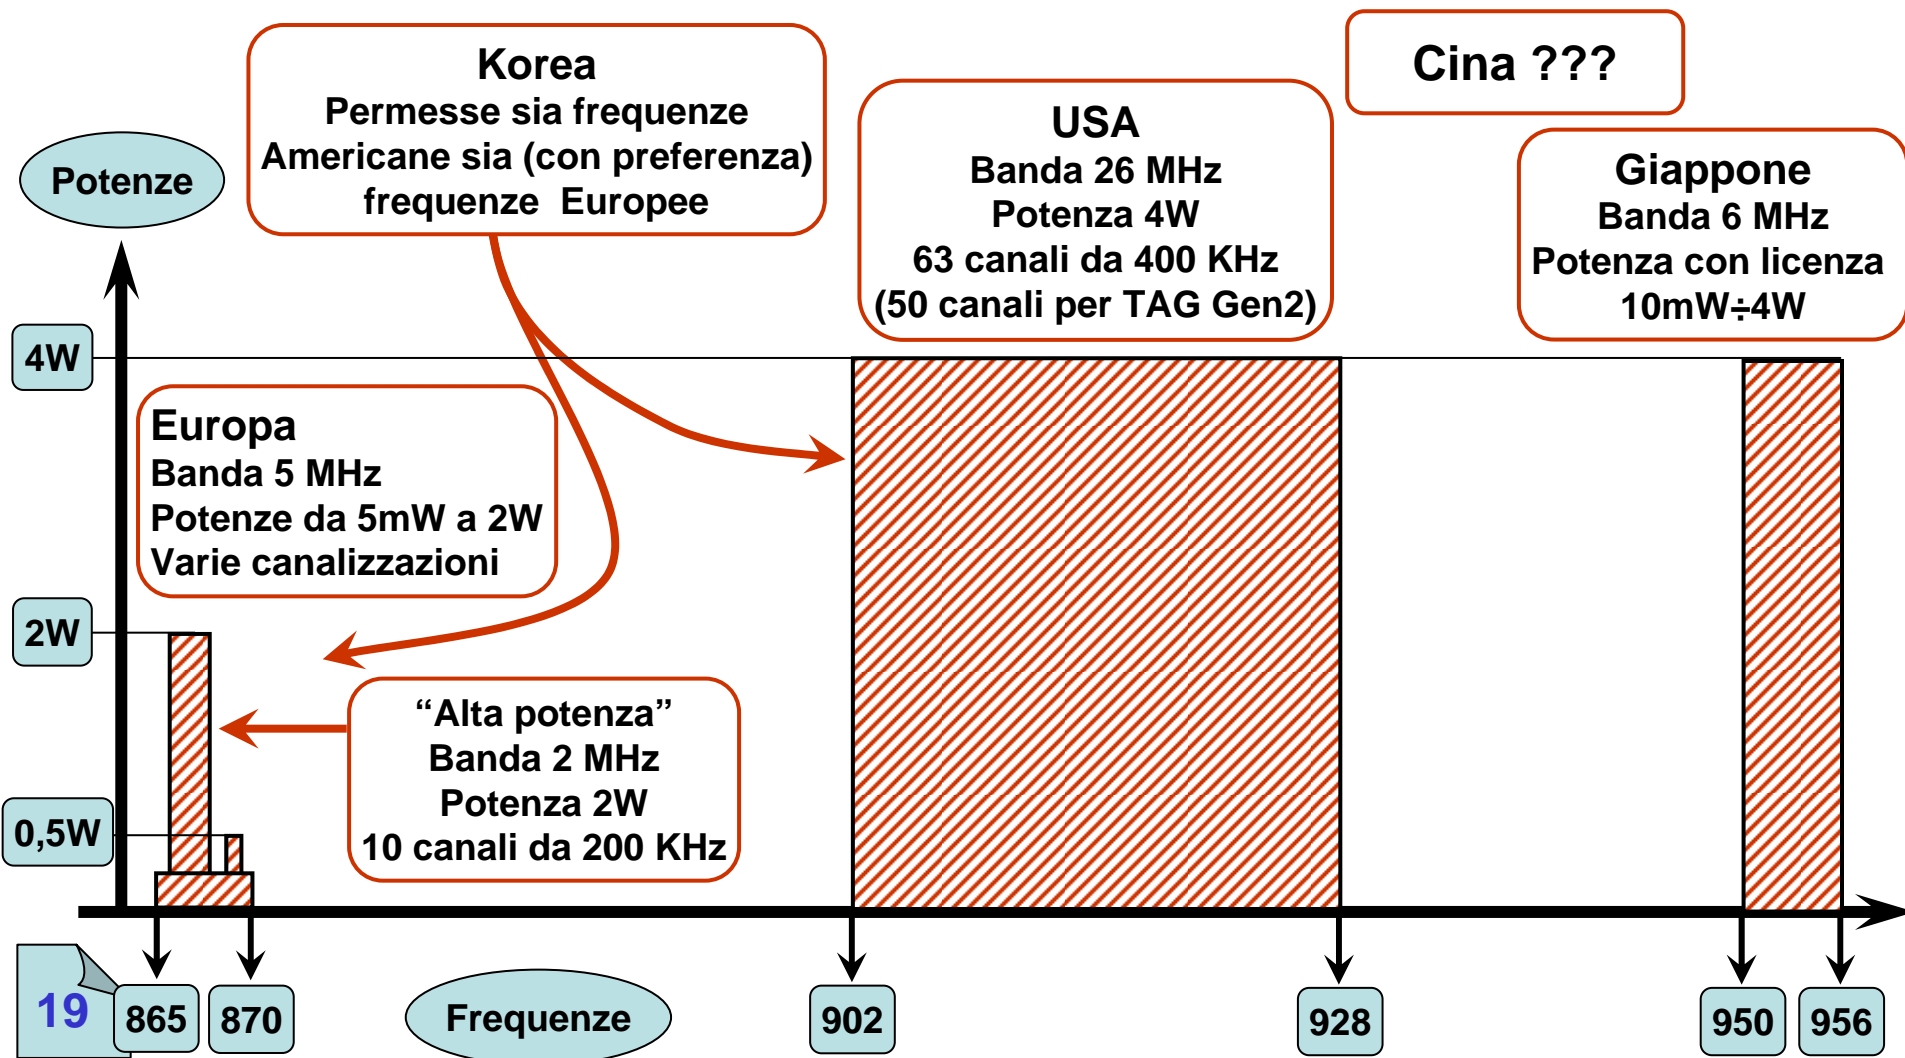 Korea
Permesse sia frequenze
Americane sia (con preferenza)
frequenze Europee
Cina ???
USA
Banda 26 MHz
Potenza 4W
63 canali da 400 KHz
(50 canali per TAG Gen2)
Giappone
Banda 6 MHz
Potenza con licenza
10mW÷4W
Potenze
4W
Europa
Banda 5 MHz
Potenze da 5mW a 2W
Varie canalizzazioni
2W
“Alta potenza”
Banda 2 MHz
Potenza 2W
10 canali da 200 KHz
0,5W
19
865
870
Frequenze
902
928
950
956